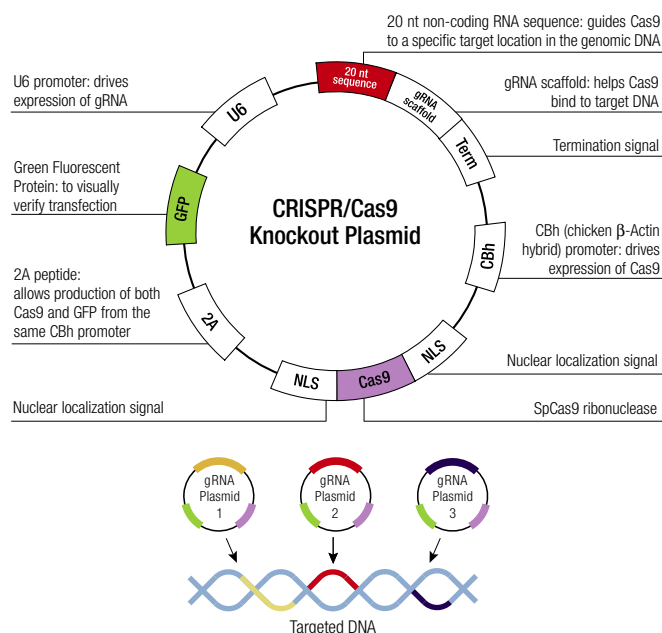 20 nt non-coding RNA sequence: guides Cas9
to a specific target location in the genomic DNA
20 nt
sequence
U6 promoter: drives
expression of gRNA
U6
gRNA
scaffold
gRNA scaffold: helps Cas9
bind to target DNA
Term
Termination signal
Green Fluorescent
Protein: to visually
verify transfection
GFP
CRISPR/Cas9
Knockout Plasmid
CBh
CBh (chicken β-Actin
hybrid) promoter: drives
expression of Cas9
2A peptide:
allows production of both
Cas9 and GFP from the
same CBh promoter
2A
NLS
Cas9
NLS
Nuclear localization signal
Nuclear localization signal
SpCas9 ribonuclease
gRNA
Plasmid
1
gRNA
Plasmid
2
gRNA
Plasmid
3
Targeted DNA